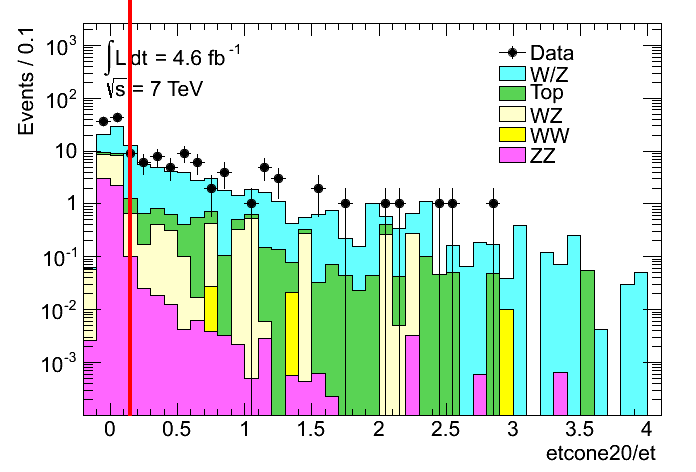 Events / 0.1
10³
10²
10
1
10⁻¹
10⁻²
10⁻³
∫L dt = 4.6 fb⁻¹
√s = 7 TeV
Data
W/Z
Top
WZ
WW
ZZ
0 0.5 1 1.5 2 2.5 3 3.5 4
etcone20/et